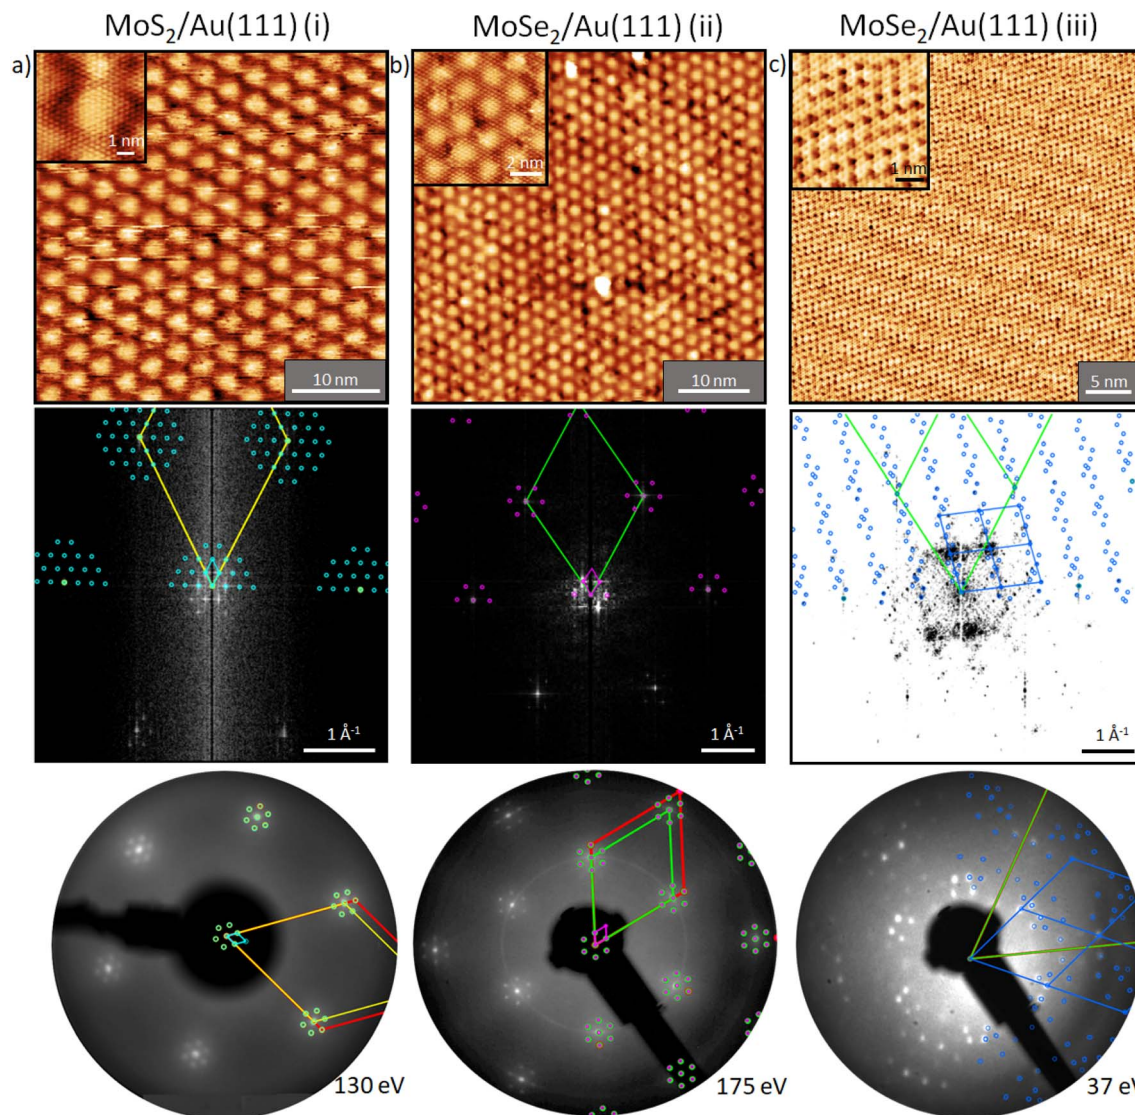 MoS₂/Au(111) (i)
MoSe₂/Au(111) (ii)
MoSe₂/Au(111) (iii)
a)
b)
c)
1 nm
2 nm
1 nm
10 nm
10 nm
5 nm
1 Å⁻¹
1 Å⁻¹
1 Å⁻¹
130 eV
175 eV
37 eV